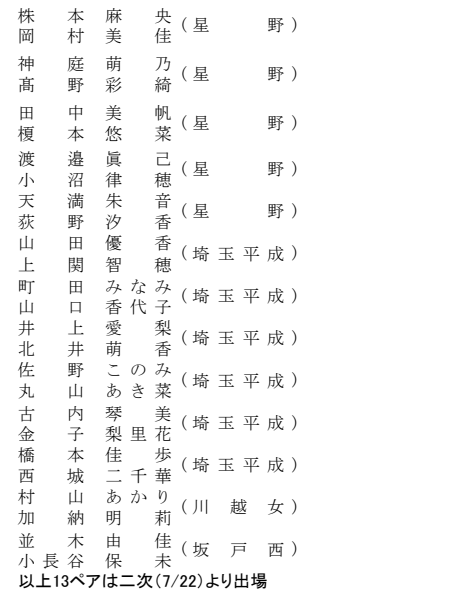 株本麻央
岡村美佳
(星野)
神庭萌乃
髙野彩綺
(星野)
田中美帆
榎本悠菜
(星野)
渡邉眞己
小沼律穂
(星野)
天満朱音
荻野汐香
(星野)
山田優香
上関智穂
(埼玉平成)
町田みなみ
山口香代子
(埼玉平成)
井上愛梨
北井萌香
(埼玉平成)
佐野このみ
丸山あき菜
(埼玉平成)
古内琴美
金子梨里花
(埼玉平成)
橋本佳歩
西城二千華
(埼玉平成)
村山あかり
加納明莉
(川越女)
並木由佳
小長谷保未
(坂戸西)
以上13ペアは二次(7/22)より出場